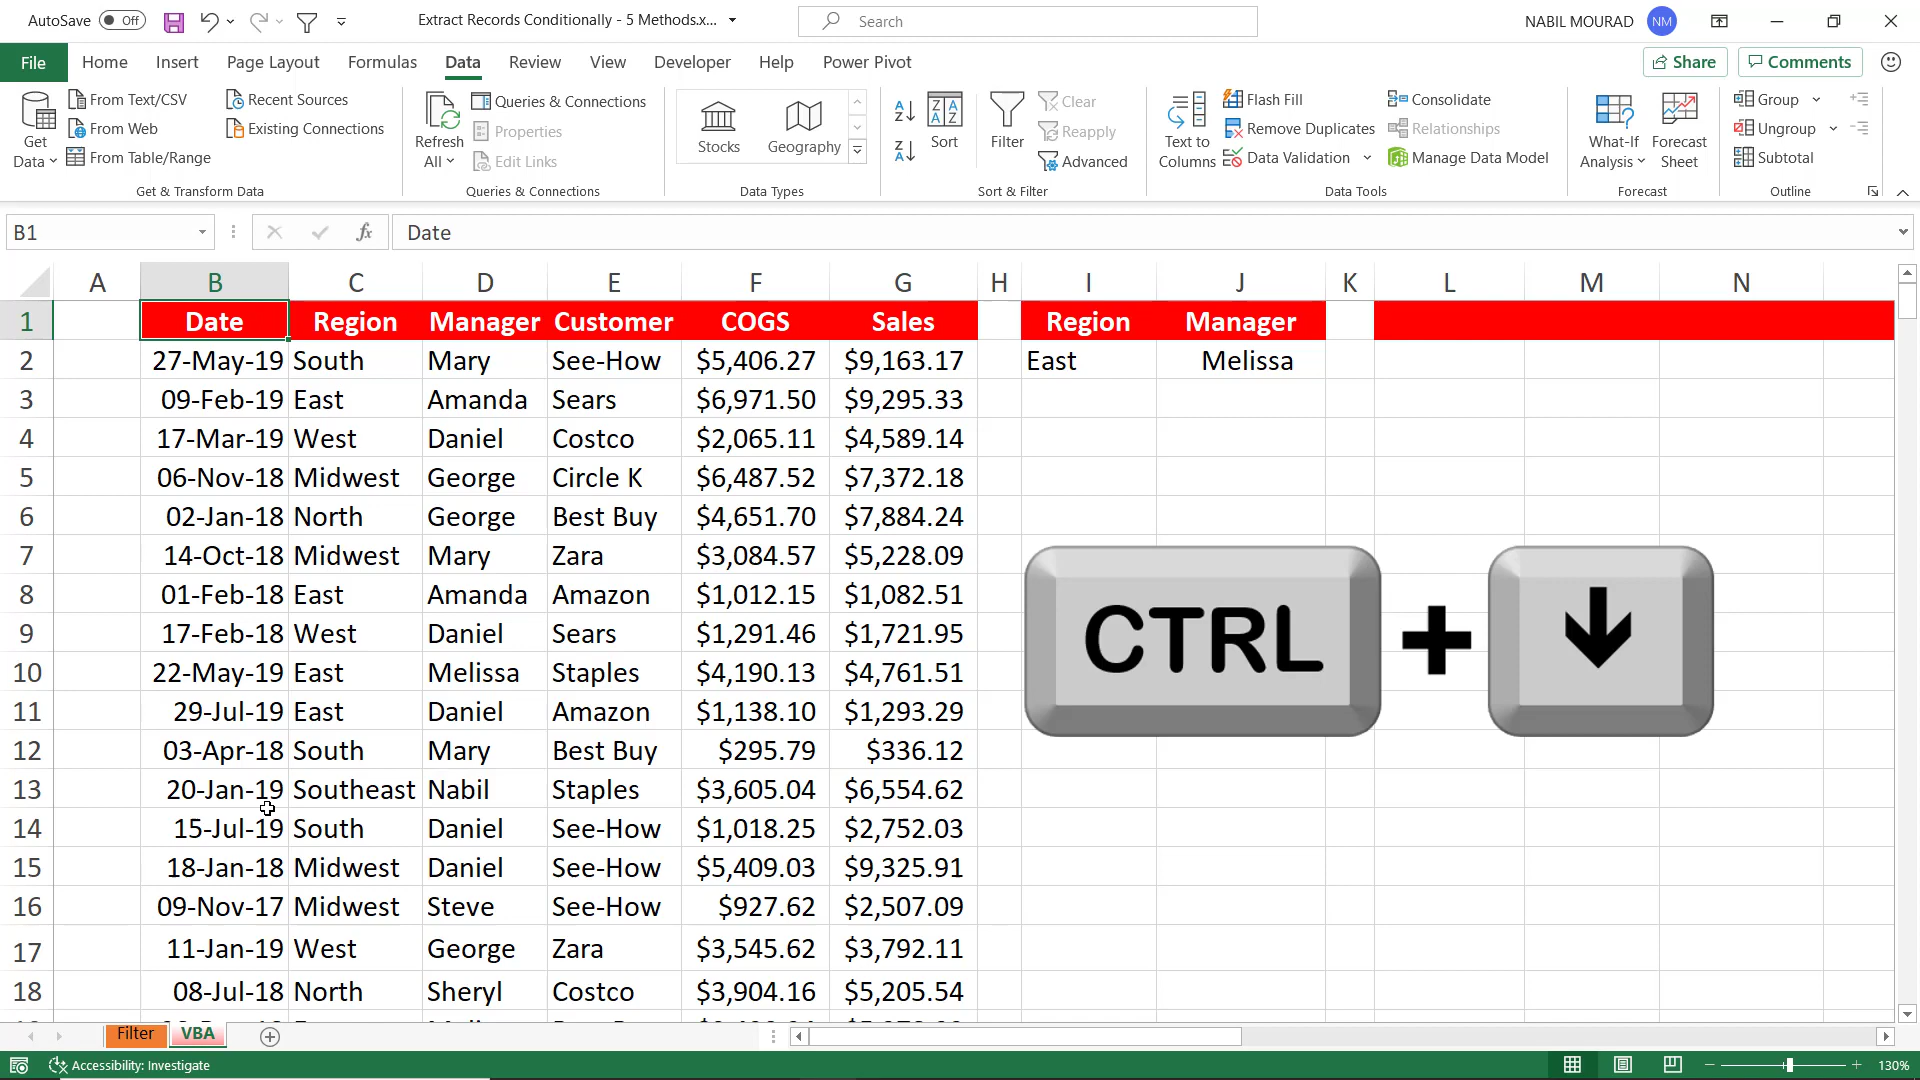 AutoSave Off Extract Records Conditionally - 5 Methods.x... Search NABIL MOURAD NM
File Home Insert Page Layout Formulas Data Review View Developer Help Power Pivot Share Comments
Get Data From Text/CSV Recent Sources
From Web Existing Connections
From Table/Range
Get & Transform Data
Refresh All Queries & Connections
Properties
Edit Links
Queries & Connections
Stocks Geography
Data Types
Sort Filter Clear
Reapply
Advanced
Sort & Filter
Text to Columns Flash Fill Consolidate
Remove Duplicates Relationships
Data Validation Manage Data Model
Data Tools
What-If Analysis Forecast Sheet
Forecast
Group
Ungroup
Subtotal
Outline
B1 fx Date
A B C D E F G H I J K L M N
1 Date Region Manager Customer COGS Sales Region Manager
2 27-May-19 South Mary See-How $5,406.27 $9,163.17 East Melissa
3 09-Feb-19 East Amanda Sears $6,971.50 $9,295.33
4 17-Mar-19 West Daniel Costco $2,065.11 $4,589.14
5 06-Nov-18 Midwest George Circle K $6,487.52 $7,372.18
6 02-Jan-18 North George Best Buy $4,651.70 $7,884.24
7 14-Oct-18 Midwest Mary Zara $3,084.57 $5,228.09
8 01-Feb-18 East Amanda Amazon $1,012.15 $1,082.51
9 17-Feb-18 West Daniel Sears $1,291.46 $1,721.95
10 22-May-19 East Melissa Staples $4,190.13 $4,761.51
11 29-Jul-19 East Daniel Amazon $1,138.10 $1,293.29
12 03-Apr-18 South Mary Best Buy $295.79 $336.12
13 20-Jan-19 Southeast Nabil Staples $3,605.04 $6,554.62
14 15-Jul-19 South Daniel See-How $1,018.25 $2,752.03
15 18-Jan-18 Midwest Daniel See-How $5,409.03 $9,325.91
16 09-Nov-17 Midwest Steve See-How $927.62 $2,507.09
17 11-Jan-19 West George Zara $3,545.62 $3,792.11
18 08-Jul-18 North Sheryl Costco $3,904.16 $5,205.54
CTRL + ↓
Filter VBA
Accessibility: Investigate 130%